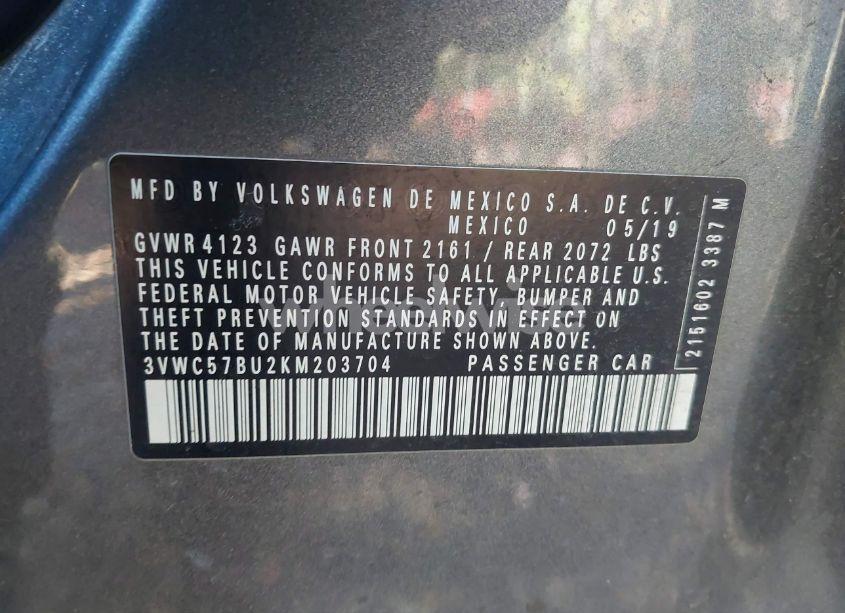 MFD BY VOLKSWAGEN DE MEXICO S.A. DE C.V.
MEXICO 05/19
GVWR 4123 GAWR FRONT 2161 / REAR 2072 LBS
THIS VEHICLE CONFORMS TO ALL APPLICABLE U.S.
FEDERAL MOTOR VEHICLE SAFETY, BUMPER AND
THEFT PREVENTION STANDARDS IN EFFECT ON
THE DATE OF MANUFACTURE SHOWN ABOVE.
3VWC57BU2KM203704 PASSENGER CAR
2151602 3387 M